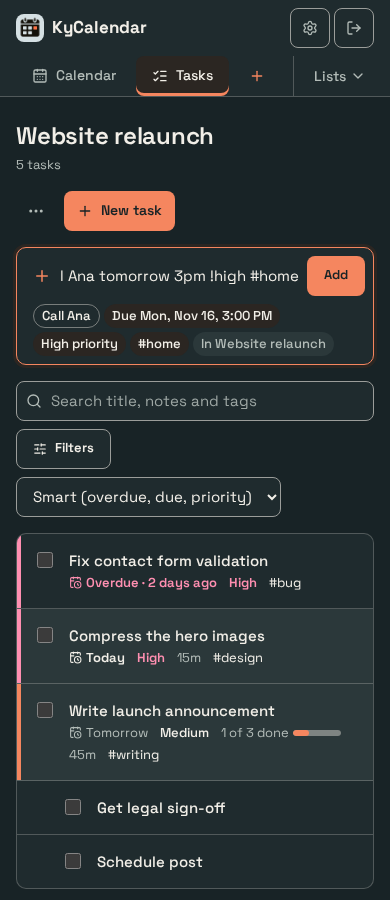 KyCalendar
Calendar
Tasks
Lists
Website relaunch
5 tasks
New task
l Ana tomorrow 3pm !high #home
Add
Call Ana
Due Mon, Nov 16, 3:00 PM
High priority
#home
In Website relaunch
Search title, notes and tags
Filters
Smart (overdue, due, priority)
Fix contact form validation
Overdue · 2 days ago High #bug
Compress the hero images
Today High 15m #design
Write launch announcement
Tomorrow Medium 1 of 3 done
45m #writing
Get legal sign-off
Schedule post